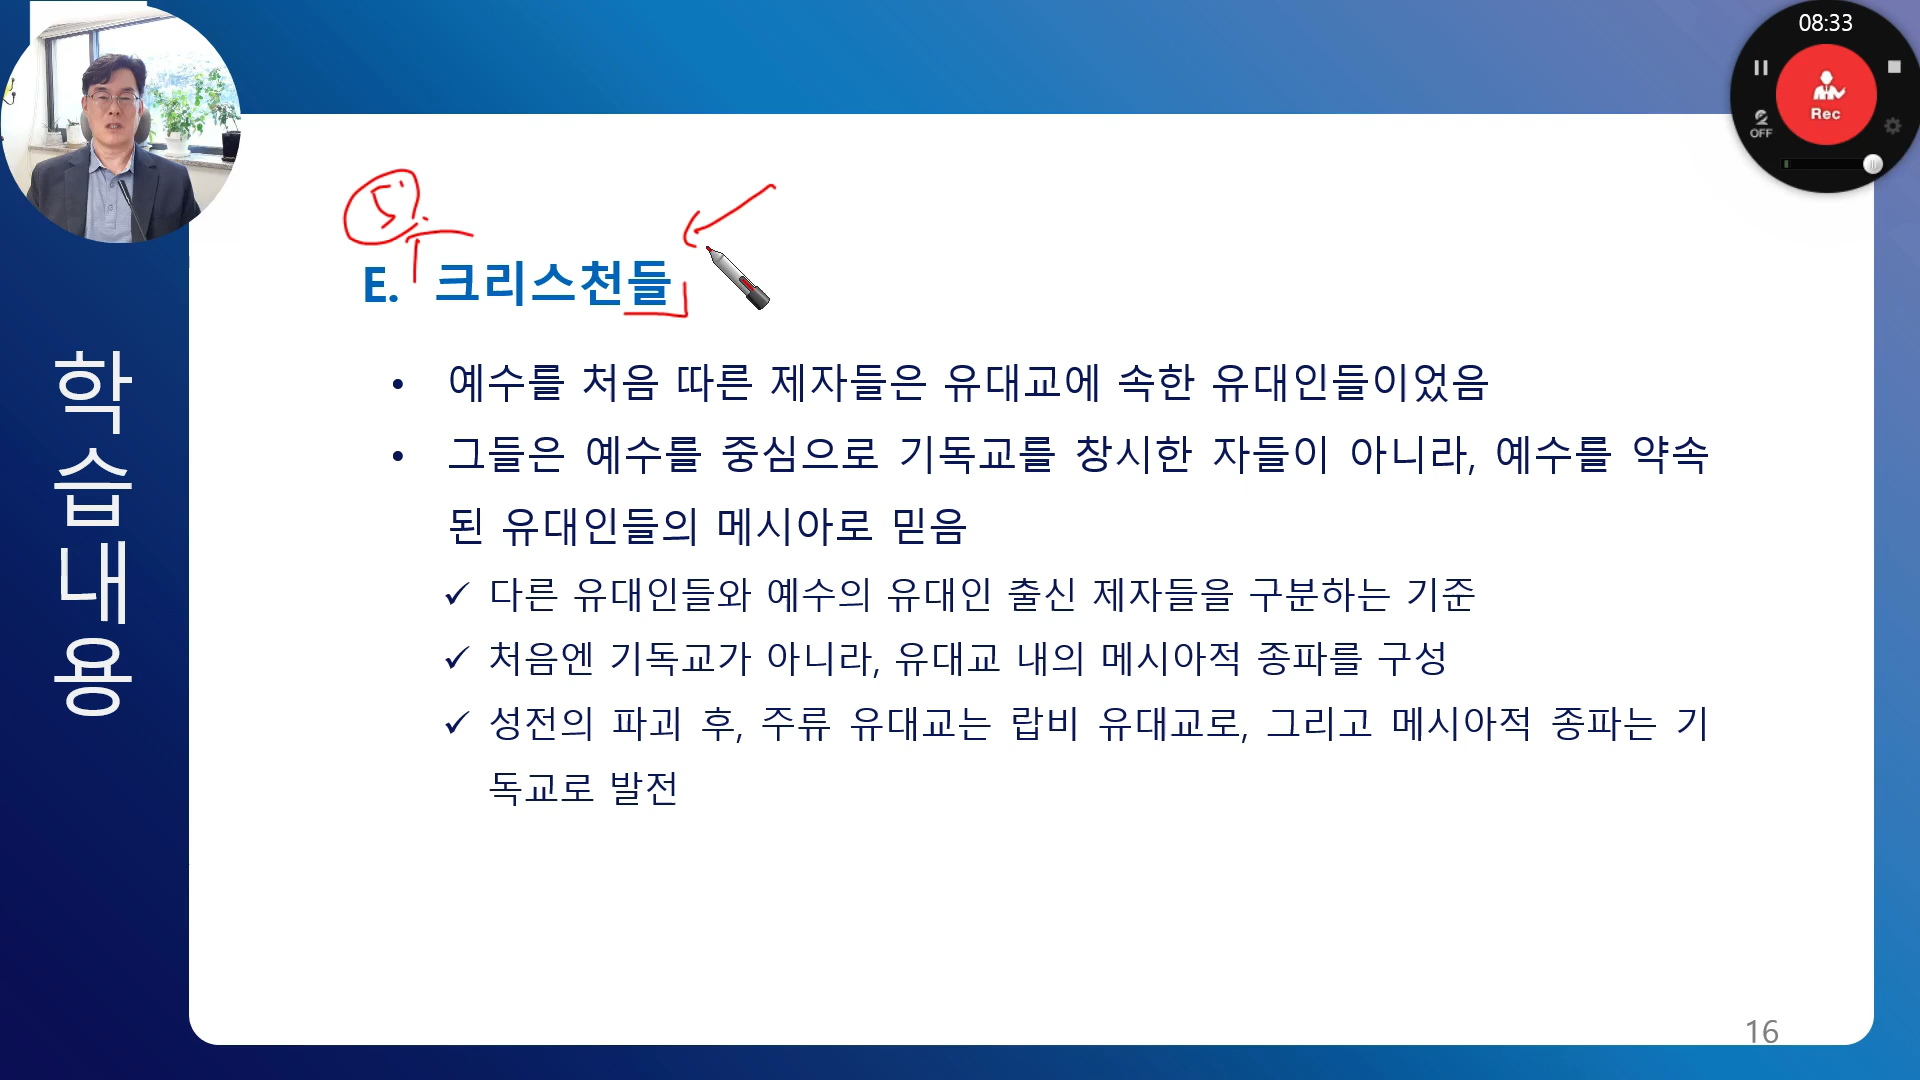 08:33
Rec
OFF
5
E. 크리스천들
• 예수를 처음 따른 제자들은 유대교에 속한 유대인들이었음
• 그들은 예수를 중심으로 기독교를 창시한 자들이 아니라, 예수를 약속
된 유대인들의 메시아로 믿음
✓ 다른 유대인들와 예수의 유대인 출신 제자들을 구분하는 기준
✓ 처음엔 기독교가 아니라, 유대교 내의 메시아적 종파를 구성
✓ 성전의 파괴 후, 주류 유대교는 랍비 유대교로, 그리고 메시아적 종파는 기
독교로 발전
학
습
내
용
16